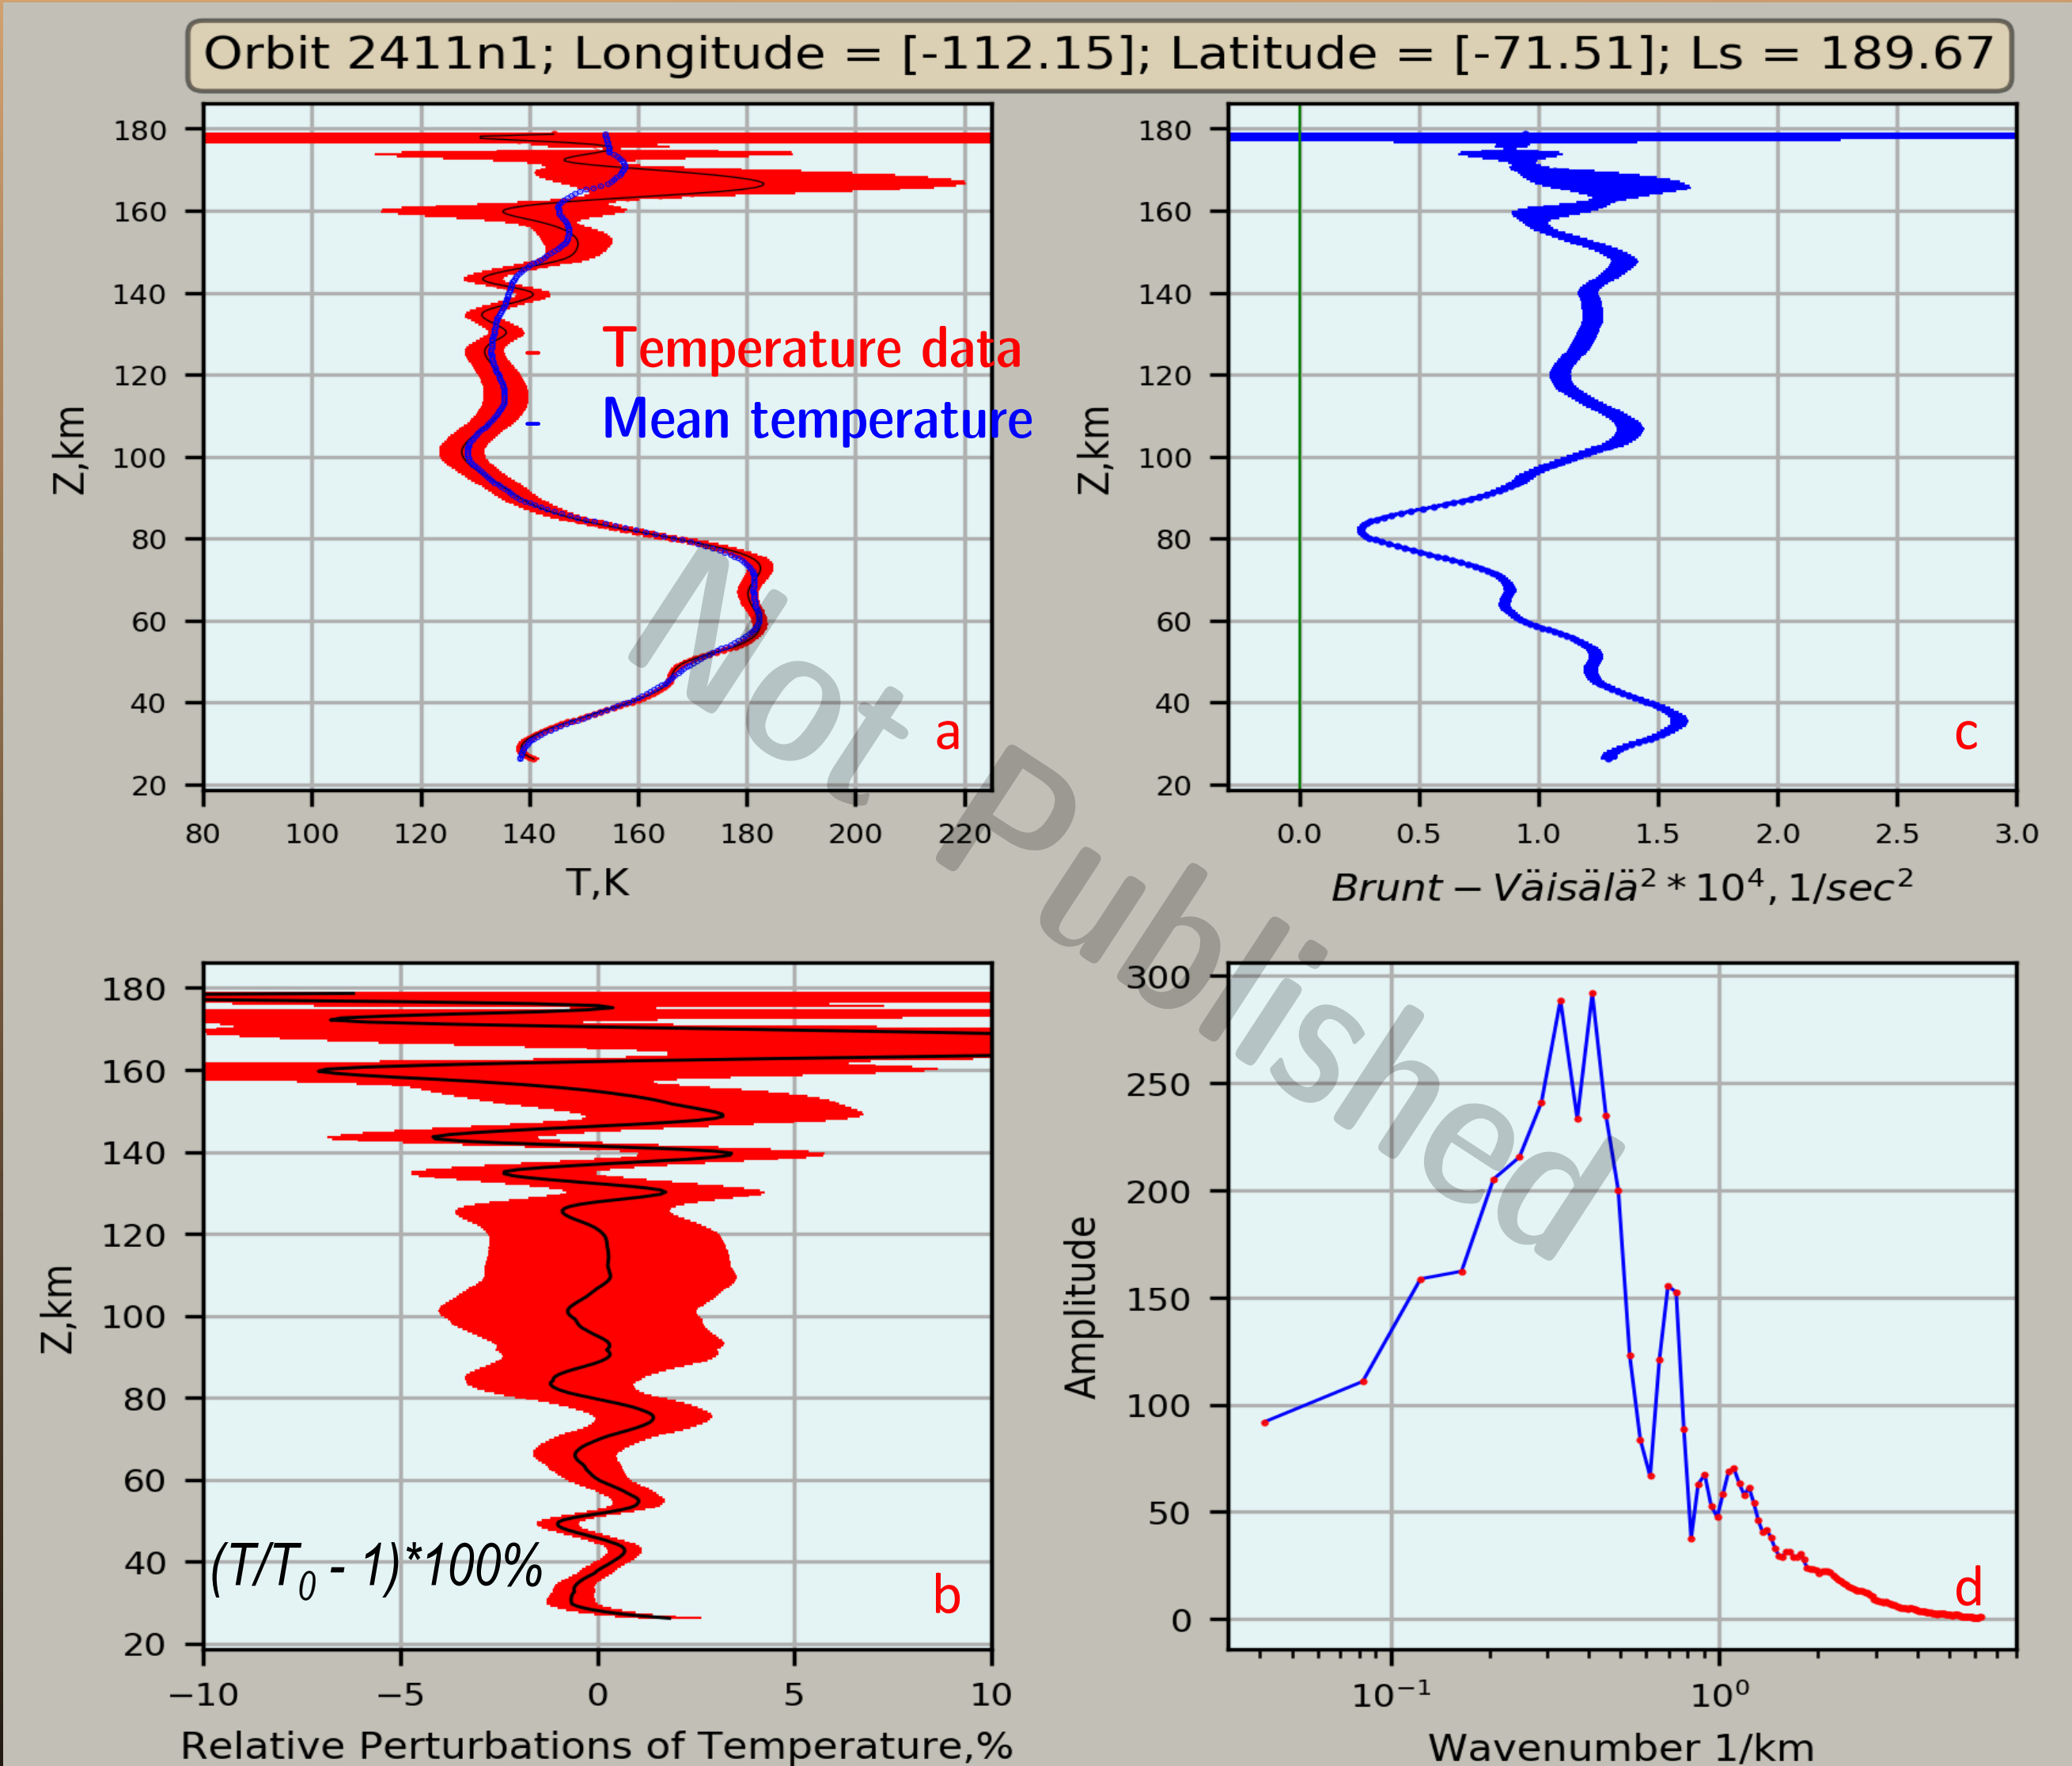 Orbit 2411n1; Longitude = [-112.15]; Latitude = [-71.51]; Ls = 189.67
180
160
140
120
100
80
60
40
20
Z,km
80 100 120 140 160 180 200 220
T,K
- Temperature data
- Mean temperature
a
180
160
140
120
100
80
60
40
20
Z,km
0.0 0.5 1.0 1.5 2.0 2.5 3.0
Brunt − Väisälä² * 10⁴, 1/sec²
c
Not Published
180
160
140
120
100
80
60
40
20
Z,km
(T/T₀ - 1)*100%
b
−10 −5 0 5 10
Relative Perturbations of Temperature,%
300
250
200
150
100
50
0
Amplitude
d
10⁻¹ 10⁰
Wavenumber 1/km